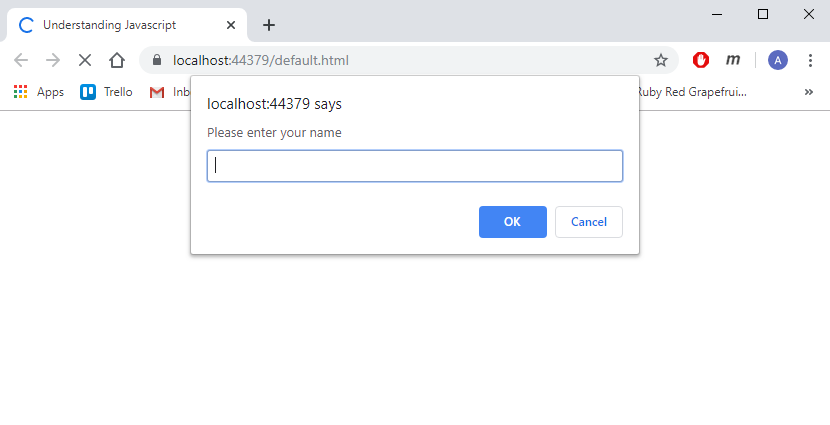 Understanding Javascript
localhost:44379/default.html
m
A
Apps
Trello
Ruby Red Grapefrui...
»
localhost:44379 says
Please enter your name
OK
Cancel